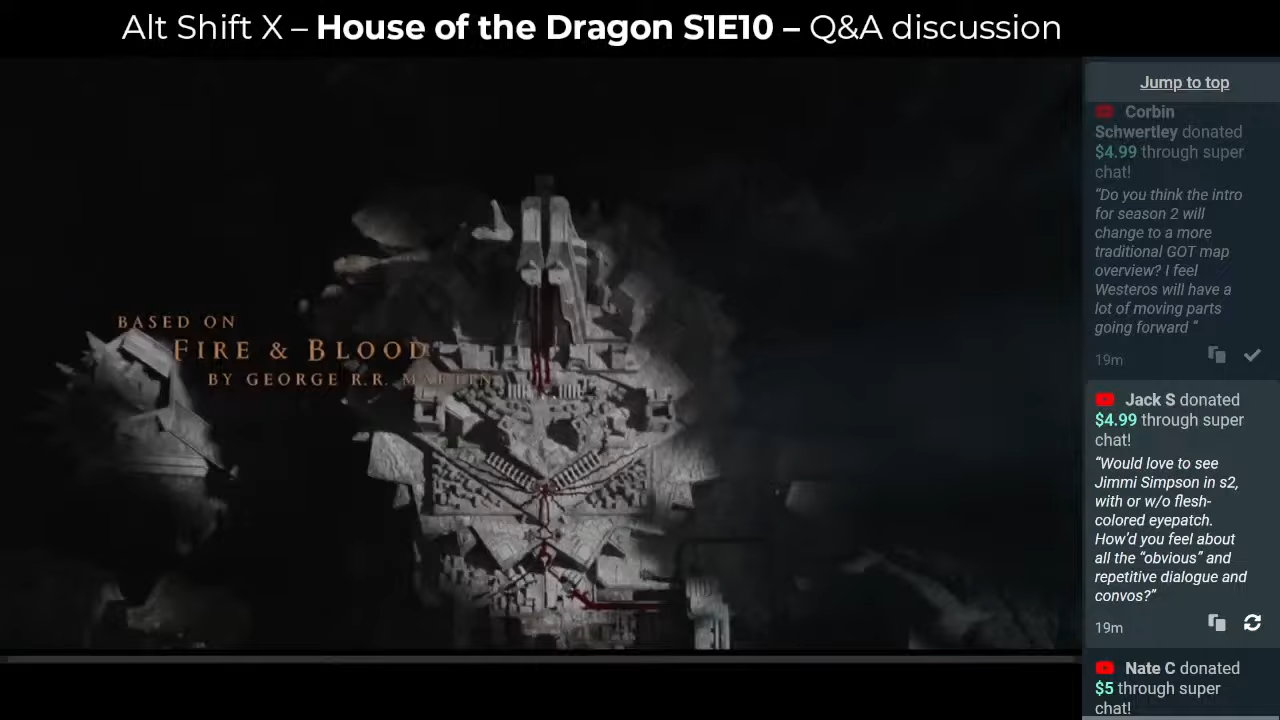 Alt Shift X – House of the Dragon S1E10 – Q&A discussion
BASED ON
FIRE & BLOOD
BY GEORGE R.R. MARTIN
Jump to top
Corbin
Schwertley donated
$4.99 through super
chat!
“Do you think the intro
for season 2 will
change to a more
traditional GOT map
overview? I feel
Westeros will have a
lot of moving parts
going forward “
19m
Jack S donated
$4.99 through super
chat!
“Would love to see
Jimmi Simpson in s2,
with or w/o flesh-
colored eyepatch.
How’d you feel about
all the “obvious” and
repetitive dialogue and
convos?”
19m
Nate C donated
$5 through super
chat!